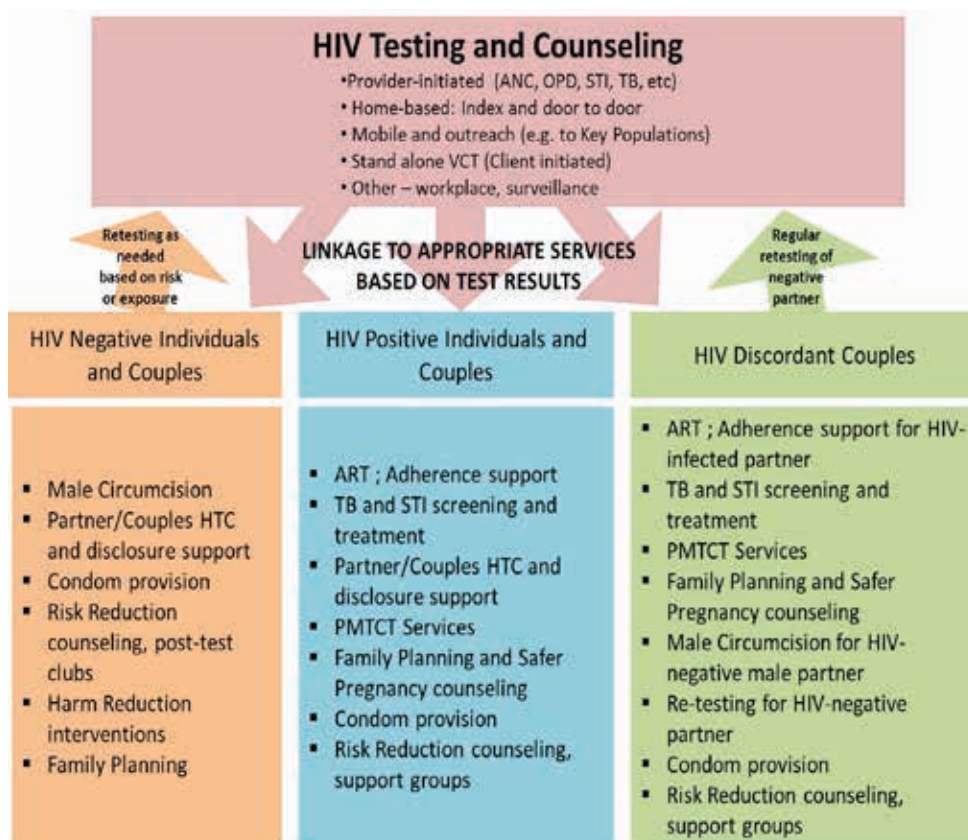 HIV Testing and Counseling
•Provider-initiated (ANC, OPD, STI, TB, etc)
•Home-based: Index and door to door
•Mobile and outreach (e.g. to Key Populations)
•Stand alone VCT (Client initiated)
•Other – workplace, surveillance
Retesting as
needed
based on risk
or exposure
LINKAGE TO APPROPRIATE SERVICES
BASED ON TEST RESULTS
Regular
retesting of
negative
partner
HIV Negative Individuals
and Couples
HIV Positive Individuals and
Couples
HIV Discordant Couples
▪ Male Circumcision
▪ Partner/Couples HTC
and disclosure support
▪ Condom provision
▪ Risk Reduction
counseling, post-test
clubs
▪ Harm Reduction
interventions
▪ Family Planning
▪ ART ; Adherence support
▪ TB and STI screening and
treatment
▪ Partner/Couples HTC and
disclosure support
▪ PMTCT Services
▪ Family Planning and Safer
Pregnancy counseling
▪ Condom provision
▪ Risk Reduction counseling,
support groups
▪ ART ; Adherence support for HIV-
infected partner
▪ TB and STI screening and
treatment
▪ PMTCT Services
▪ Family Planning and Safer
Pregnancy counseling
▪ Male Circumcision for HIV-
negative male partner
▪ Re-testing for HIV-negative
partner
▪ Condom provision
▪ Risk Reduction counseling,
support groups